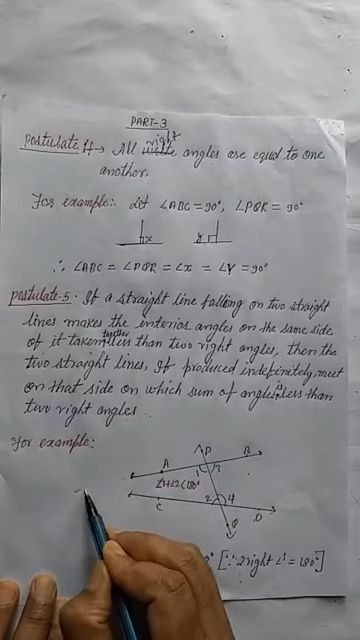 PART-3
Postulate 4 → All right angles are equal to one
another.
For example:- Let ∠ABC = 90°, ∠PQR = 90°
x y
∴ ∠ABC = ∠PQR = ∠X = ∠Y = 90°
Postulate-5. If a straight line falling on two straight
lines makes the interior angles on the same side
of it taken together less than two right angles, then the
two straight lines, If produced indefinitely, meet
on that side on which sum of angles is less than
two right angles.
For example:
P B
A 1 3
∠1+∠2<180°
2 4
C D
Q
[∵ 2 right ∠s = 180°]